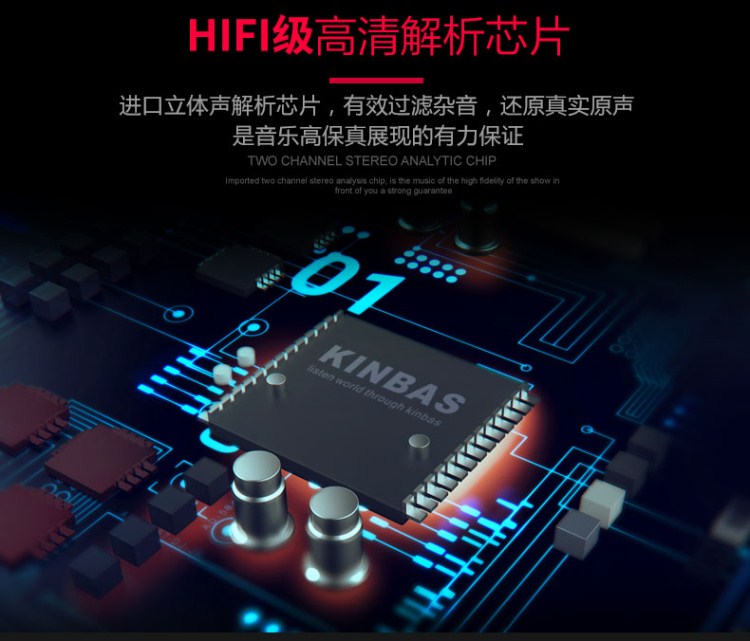 HIFI级高清解析芯片
进口立体声解析芯片，有效过滤杂音，还原真实原声
是音乐高保真展现的有力保证
TWO CHANNEL STEREO ANALYTIC CHIP
Imported two channel stereo analysis chip, is the music of the high fidelity of the show in
front of you a strong guarantee
01
KINBAS
listen world through kinbas